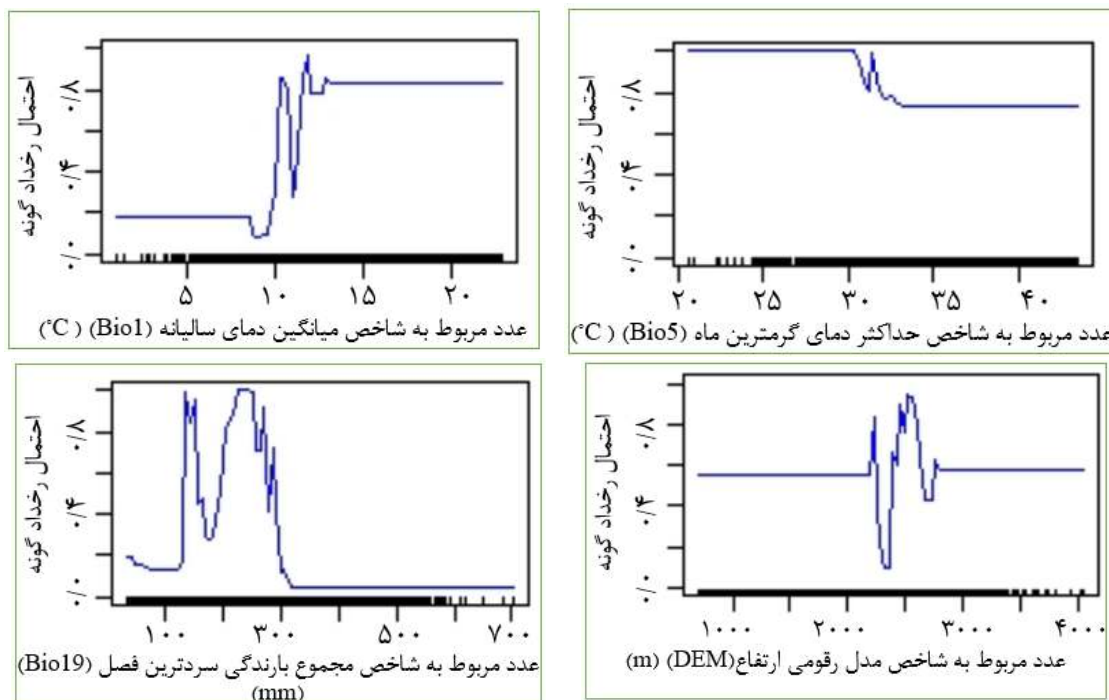 احتمال رخداد گونه
۰/۸
۰/۴
۰/۰
۵ ۱۰ ۱۵ ۲۰
عدد مربوط به شاخص میانگین دمای سالیانه (Bio1) (°C)
احتمال رخداد گونه
۰/۸
۰/۴
۰/۰
۲۰ ۲۵ ۳۰ ۳۵ ۴۰
عدد مربوط به شاخص حداکثر دمای گرمترین ماه (Bio5) (°C)
احتمال رخداد گونه
۰/۸
۰/۴
۰/۰
۱۰۰ ۳۰۰ ۵۰۰ ۷۰۰
عدد مربوط به شاخص مجموع بارندگی سردترین فصل (Bio19)
(mm)
احتمال رخداد گونه
۰/۸
۰/۴
۰/۰
۱۰۰۰ ۲۰۰۰ ۳۰۰۰ ۴۰۰۰
عدد مربوط به شاخص مدل رقومی ارتفاع(DEM) (m)